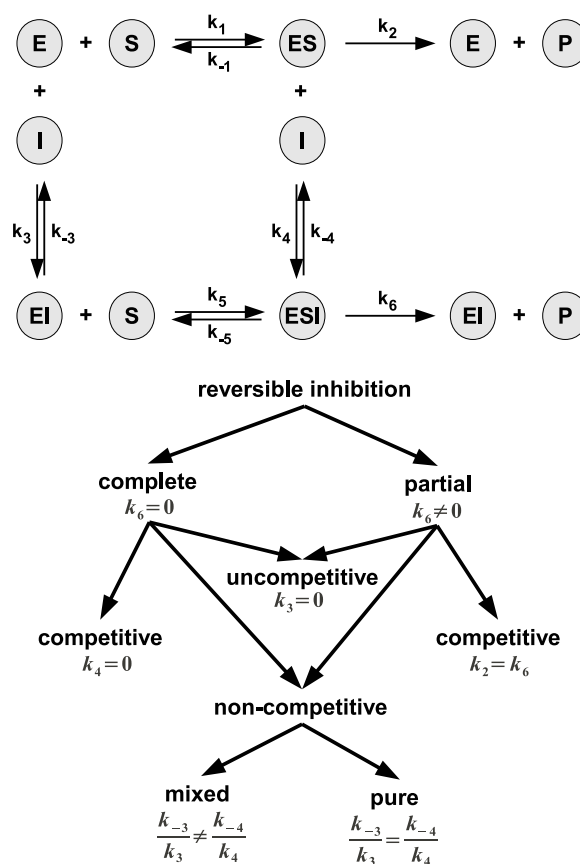 E + S k₁ k₋₁ ES k₂ E + P
+ +
I I
k₃ k₋₃ k₄ k₋₄
EI + S k₅ k₋₅ ESI k₆ EI + P
reversible inhibition
complete partial
k₆=0 k₆≠0
uncompetitive
k₃=0
competitive competitive
k₄=0 k₂=k₆
non-competitive
mixed pure
k₋₃/k₃ ≠ k₋₄/k₄ k₋₃/k₃ = k₋₄/k₄